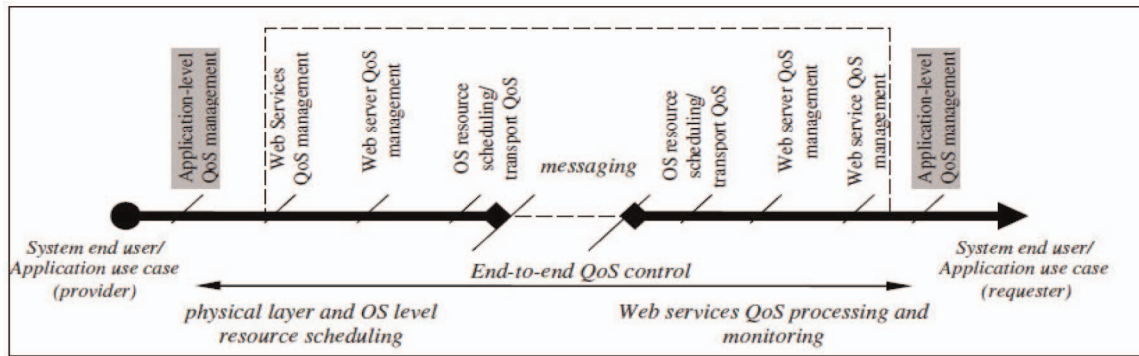 Application-level
QoS management
Web Services
QoS management
Web server QoS
management
OS resource
scheduling/
transport QoS
messaging
OS resource
scheduling/
transport QoS
Web server QoS
management
Web service QoS
management
Application-level
QoS management
System end user/
Application use case
(provider)
End-to-end QoS control
System end user/
Application use case
(requester)
physical layer and OS level
resource scheduling
Web services QoS processing and
monitoring